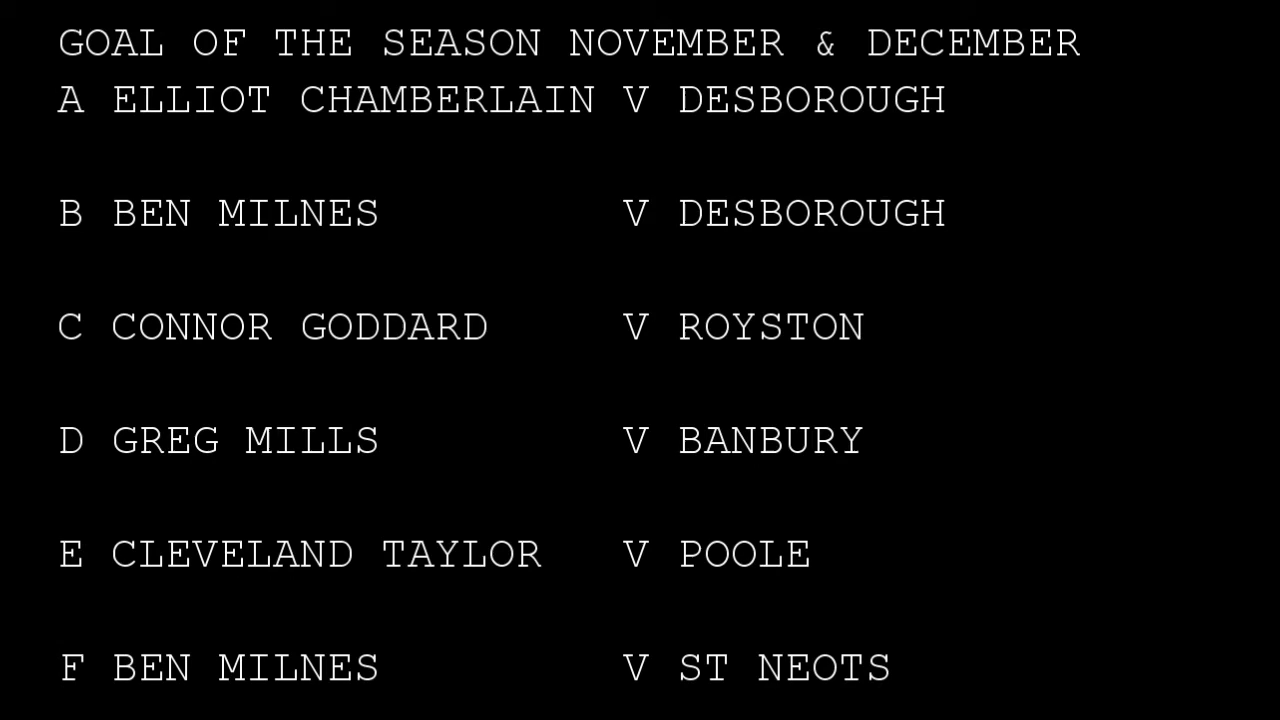 GOAL OF THE SEASON NOVEMBER & DECEMBER
A ELLIOT CHAMBERLAIN V DESBOROUGH
B BEN MILNES V DESBOROUGH
C CONNOR GODDARD V ROYSTON
D GREG MILLS V BANBURY
E CLEVELAND TAYLOR V POOLE
F BEN MILNES V ST NEOTS